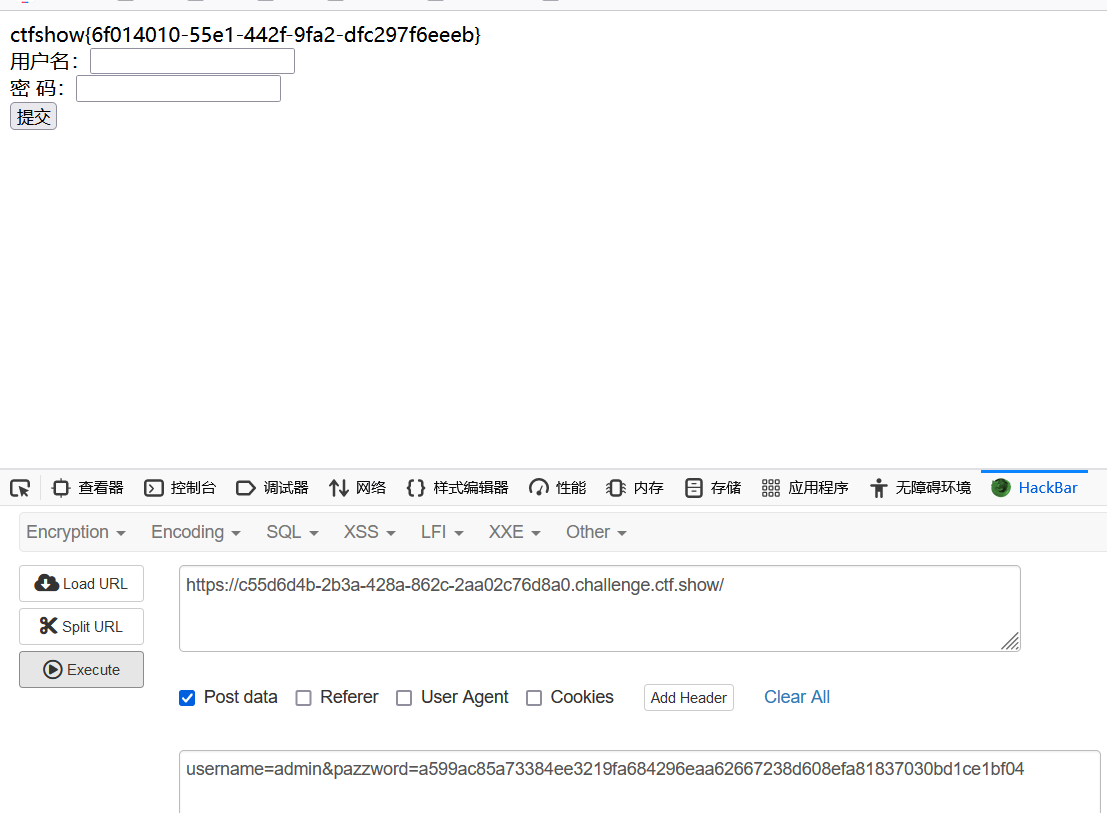 ctfshow{6f014010-55e1-442f-9fa2-dfc297f6eeeb}
用户名：
密 码：
提交
查看器 控制台 调试器 网络 样式编辑器 性能 内存 存储 应用程序 无障碍环境 HackBar
Encryption Encoding SQL XSS LFI XXE Other
Load URL https://c55d6d4b-2b3a-428a-862c-2aa02c76d8a0.challenge.ctf.show/
Split URL
Execute
Post data Referer User Agent Cookies Add Header Clear All
username=admin&pazzword=a599ac85a73384ee3219fa684296eaa62667238d608efa81837030bd1ce1bf04